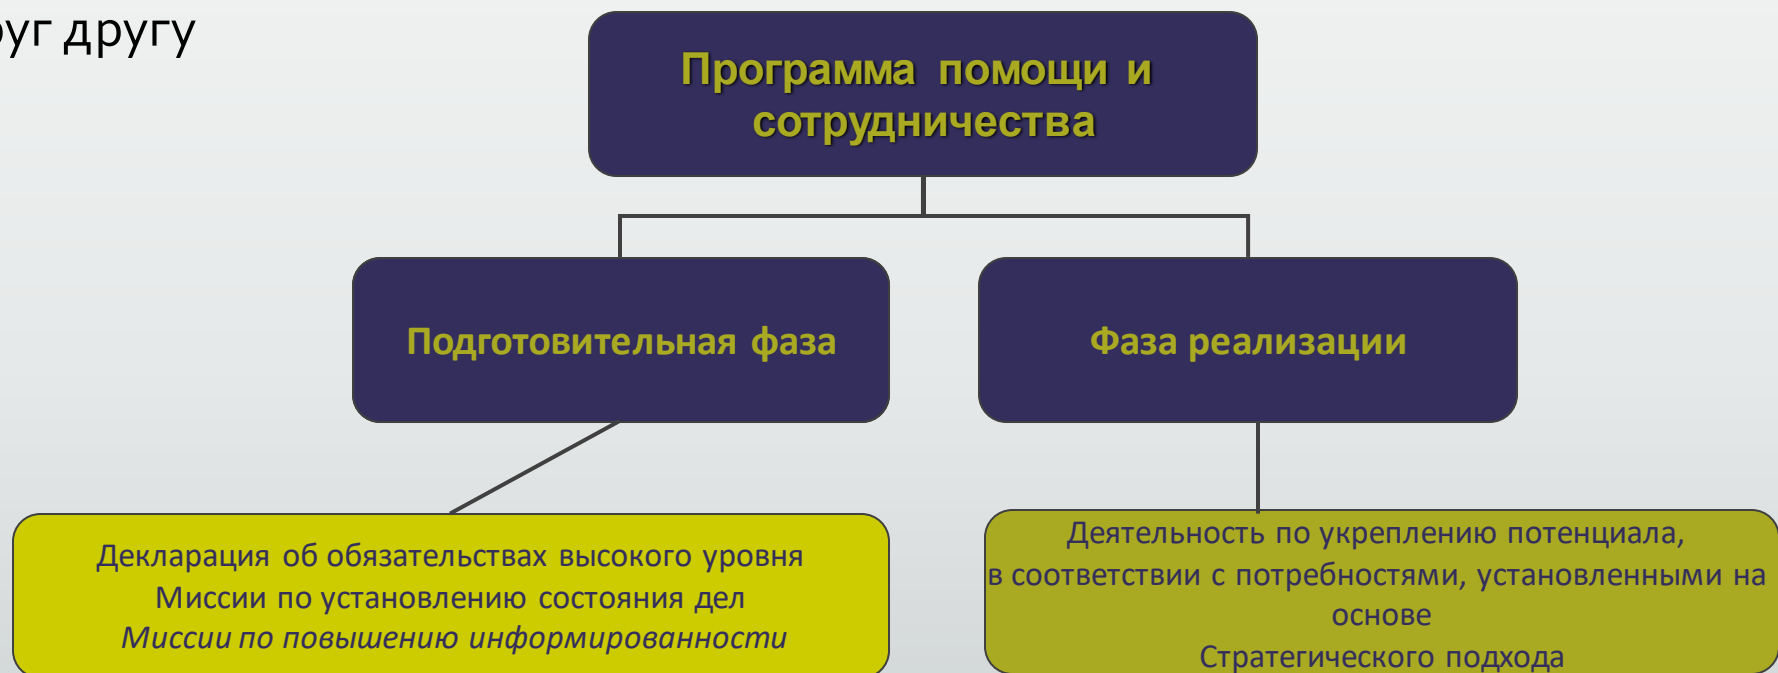 другу
Программа помощи и
сотрудничества
Подготовительная фаза
Фаза реализации
Декларация об обязательствах высокого уровня
Миссии по установлению состояния дел
Миссии по повышению информированности
Деятельность по укреплению потенциала,
в соответствии с потребностями, установленными на
основе
Стратегического подхода